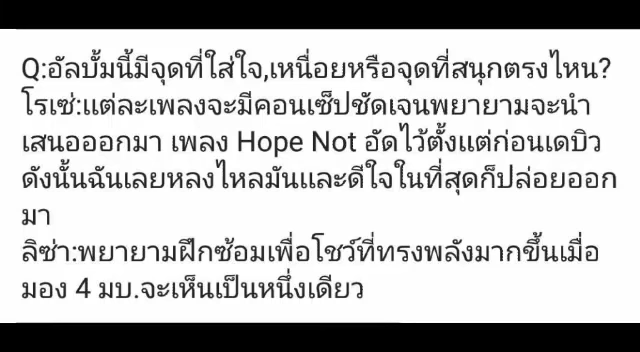 Q:อัลบั้มนี้มีจุดที่ใส่ใจ,เหนื่อยหรือจุดที่สนุกตรงไหน?
โรเซ่:แต่ละเพลงจะมีคอนเซ็ปชัดเจนพยายามจะนำ
เสนอออกมา เพลง Hope Not อัดไว้ตั้งแต่ก่อนเดบิว
ดังนั้นฉันเลยหลงไหลมันและดีใจในที่สุดก็ปล่อยออก
มา
ลิซ่า:พยายามฝึกซ้อมเพื่อโชว์ที่ทรงพลังมากขึ้นเมื่อ
มอง 4 มบ.จะเห็นเป็นหนึ่งเดียว